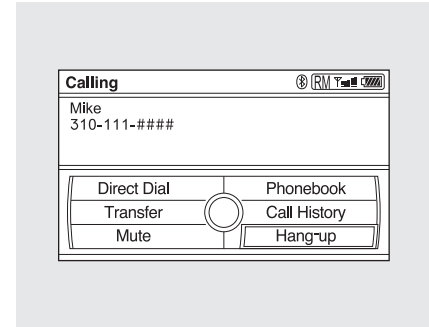 Calling RM
Mike
310-111-####
Direct Dial Phonebook
Transfer Call History
Mute Hang-up